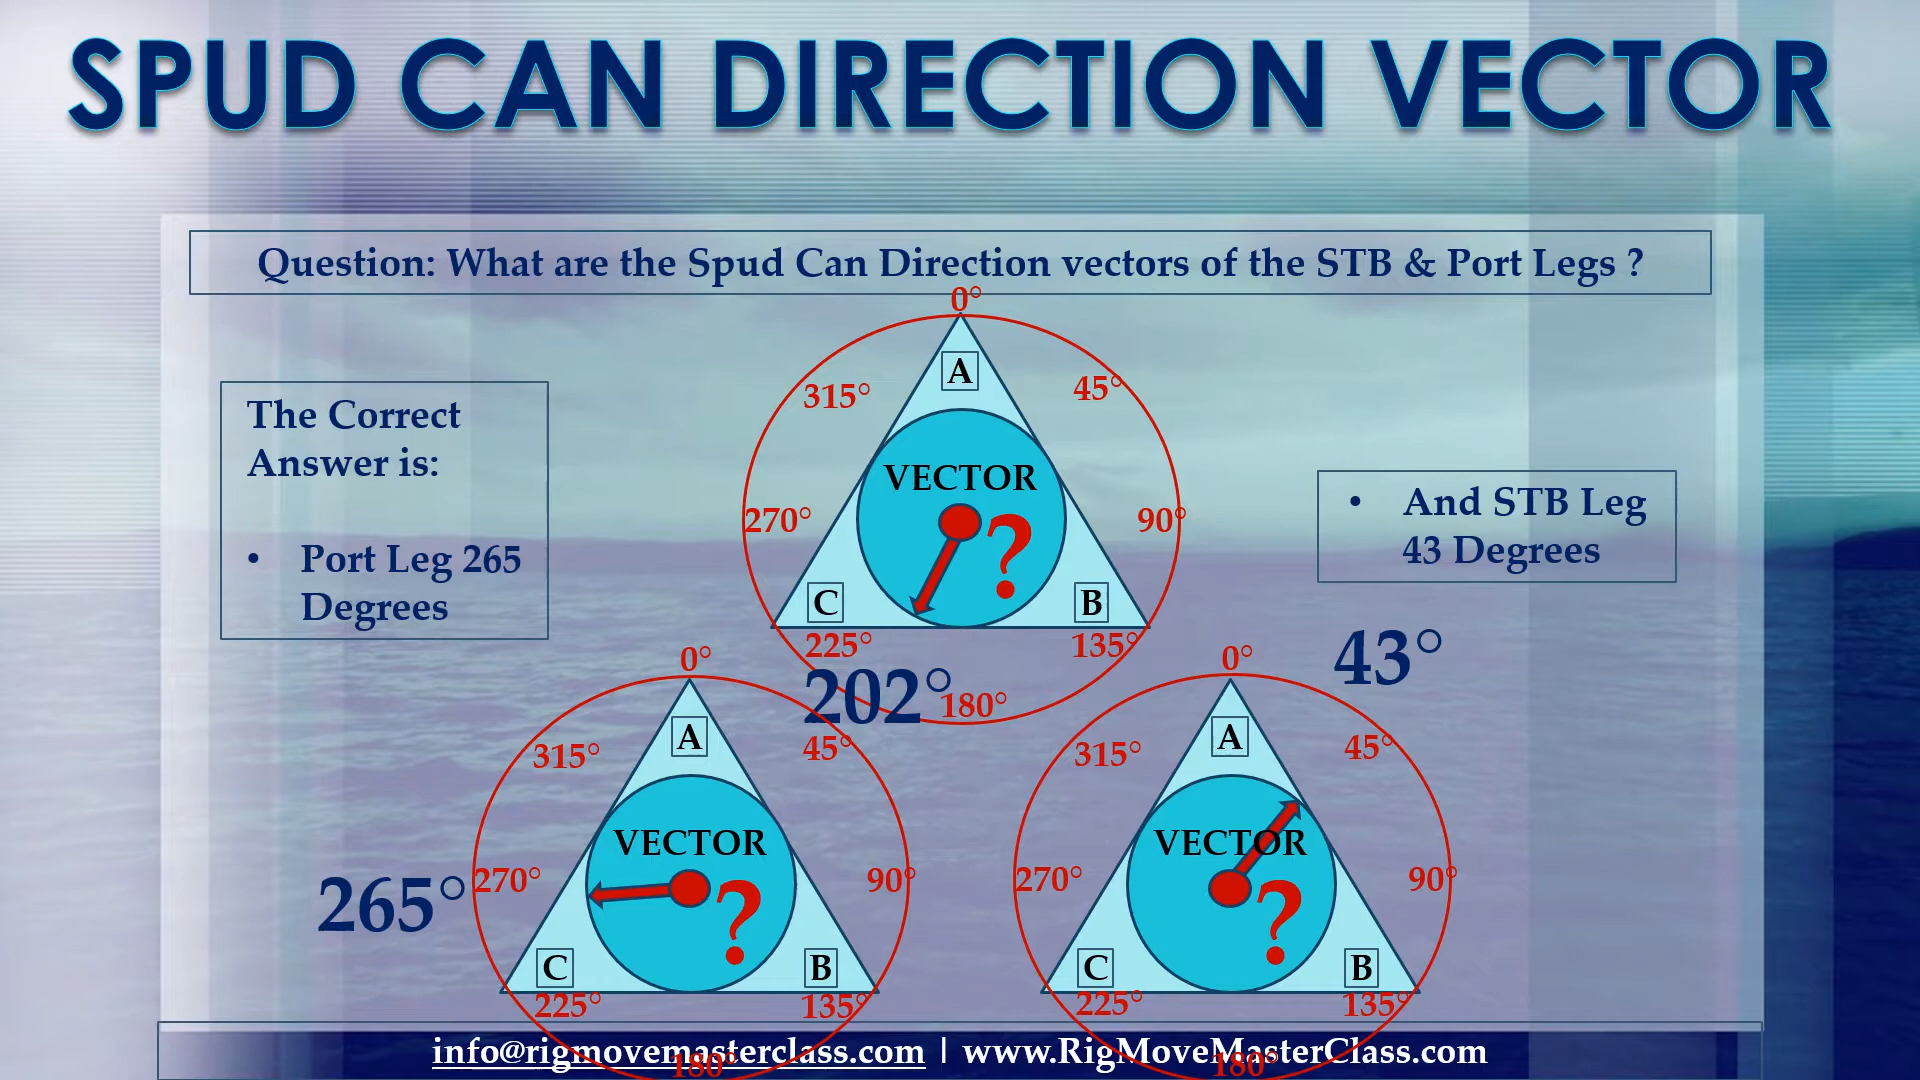 SPUD CAN DIRECTION VECTOR
Question: What are the Spud Can Direction vectors of the STB & Port Legs ?
0°
A
315°
45°
The Correct
Answer is:
• Port Leg 265
Degrees
VECTOR
270°
?
90°
• And STB Leg
43 Degrees
C
B
225°
135°
202°
180°
43°
0°
A
315°
45°
VECTOR
265°
270°
?
90°
C
B
225°
135°
180°
0°
A
315°
45°
VECTOR
270°
?
90°
C
B
225°
135°
180°
info@rigmovemasterclass.com | www.RigMoveMasterClass.com